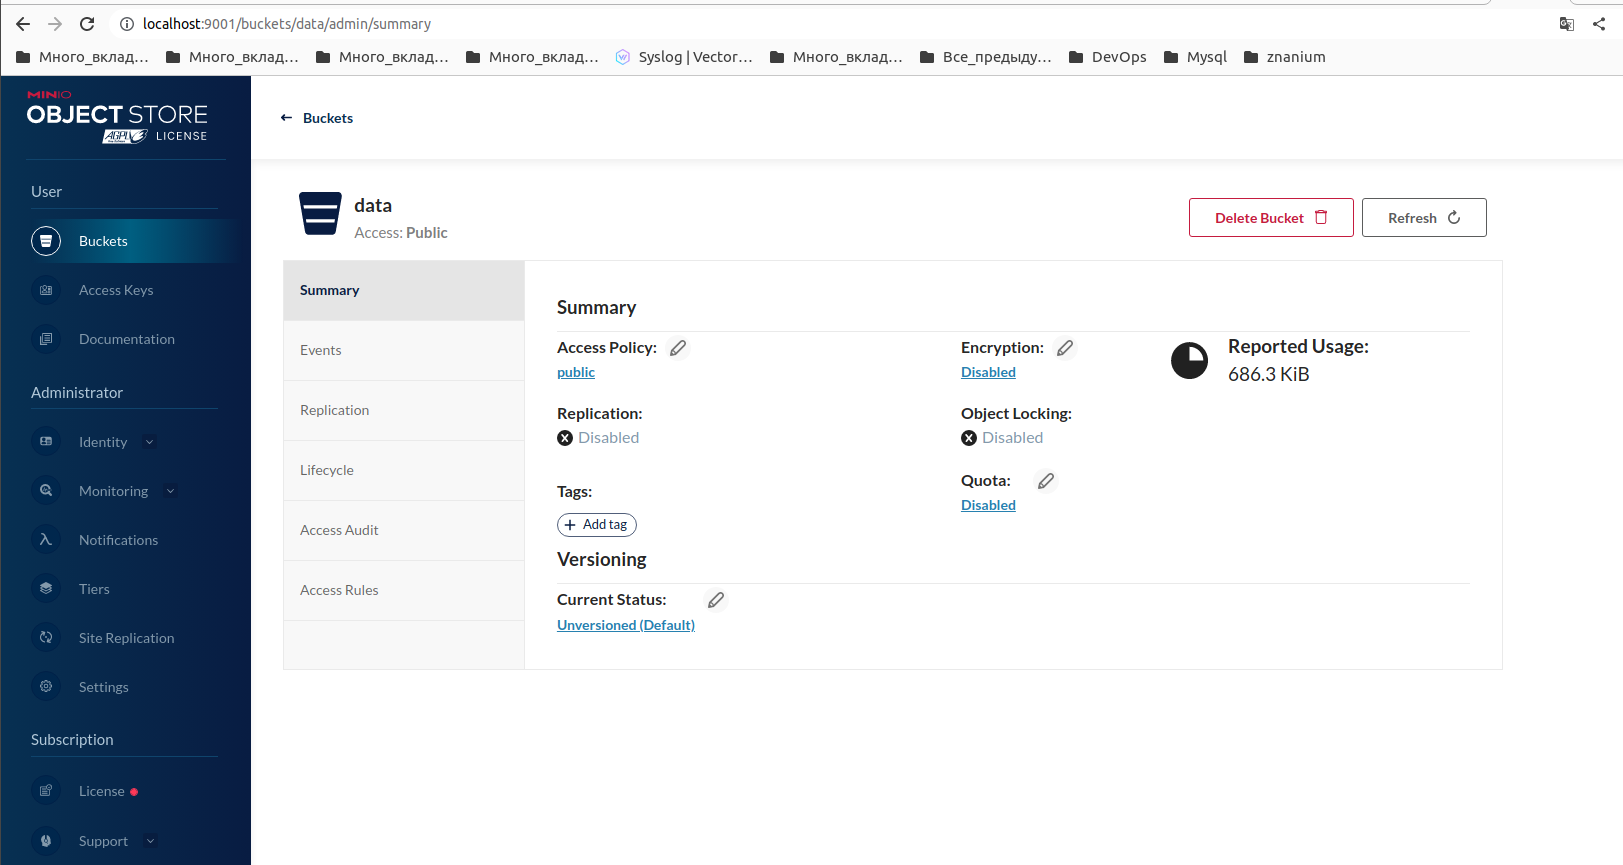 localhost:9001/buckets/data/admin/summary
Много_вклад... Много_вклад... Много_вклад... Много_вклад... Syslog | Vector... Много_вклад... Все_предыду... DevOps Mysql znanium
MINIO
OBJECT STORE
AGPL LICENSE
User
Buckets
Access Keys
Documentation
Administrator
Identity
Monitoring
Notifications
Tiers
Site Replication
Settings
Subscription
License
Support
Buckets
data
Access: Public
Delete Bucket
Refresh
Summary
Events
Replication
Lifecycle
Access Audit
Access Rules
Summary
Access Policy:
public
Encryption:
Disabled
Reported Usage:
686.3 KiB
Replication:
Disabled
Object Locking:
Disabled
Tags:
Add tag
Quota:
Disabled
Versioning
Current Status:
Unversioned (Default)